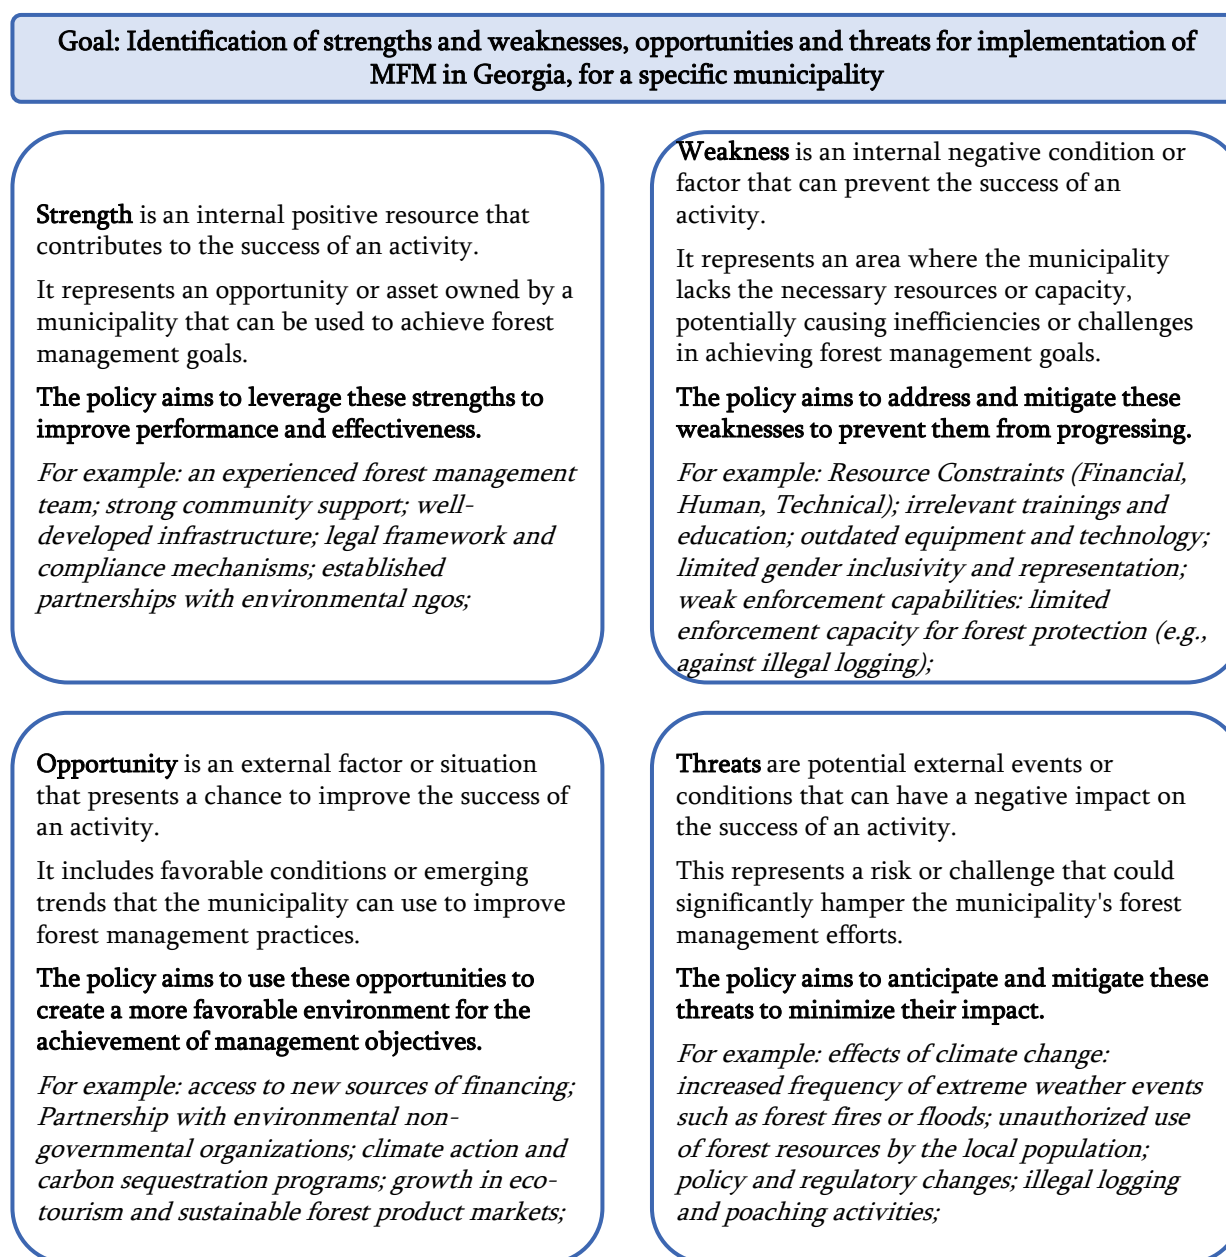 Goal: Identification of strengths and weaknesses, opportunities and threats for implementation of
MFM in Georgia, for a specific municipality
Strength is an internal positive resource that
contributes to the success of an activity.
It represents an opportunity or asset owned by a
municipality that can be used to achieve forest
management goals.
The policy aims to leverage these strengths to
improve performance and effectiveness.
For example: an experienced forest management
team; strong community support; well-
developed infrastructure; legal framework and
compliance mechanisms; established
partnerships with environmental ngos;
Weakness is an internal negative condition or
factor that can prevent the success of an
activity.
It represents an area where the municipality
lacks the necessary resources or capacity,
potentially causing inefficiencies or challenges
in achieving forest management goals.
The policy aims to address and mitigate these
weaknesses to prevent them from progressing.
For example: Resource Constraints (Financial,
Human, Technical); irrelevant trainings and
education; outdated equipment and technology;
limited gender inclusivity and representation;
weak enforcement capabilities: limited
enforcement capacity for forest protection (e.g.,
against illegal logging);
Opportunity is an external factor or situation
that presents a chance to improve the success of
an activity.
It includes favorable conditions or emerging
trends that the municipality can use to improve
forest management practices.
The policy aims to use these opportunities to
create a more favorable environment for the
achievement of management objectives.
For example: access to new sources of financing;
Partnership with environmental non-
governmental organizations; climate action and
carbon sequestration programs; growth in eco-
tourism and sustainable forest product markets;
Threats are potential external events or
conditions that can have a negative impact on
the success of an activity.
This represents a risk or challenge that could
significantly hamper the municipality's forest
management efforts.
The policy aims to anticipate and mitigate these
threats to minimize their impact.
For example: effects of climate change:
increased frequency of extreme weather events
such as forest fires or floods; unauthorized use
of forest resources by the local population;
policy and regulatory changes; illegal logging
and poaching activities;